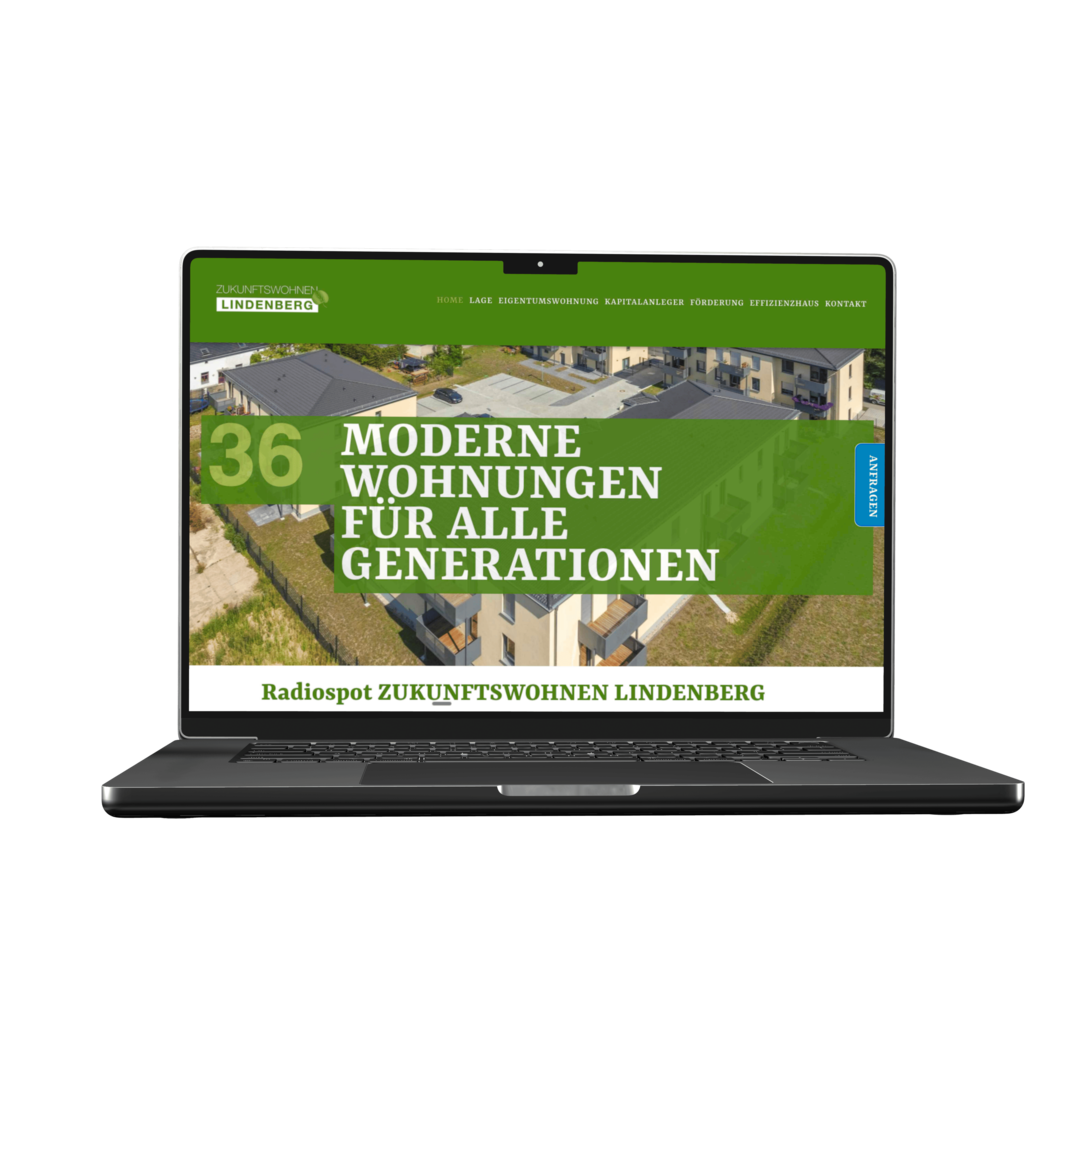 ZUKUNFTSWOHNEN
LINDENBERG
HOME LAGE EIGENTUMSWOHNUNG KAPITALANLEGER FÖRDERUNG EFFIZIENZHAUS KONTAKT
36 MODERNE
WOHNUNGEN
FÜR ALLE
GENERATIONEN
ANFRAGEN
Radiospot ZUKUNFTSWOHNEN LINDENBERG